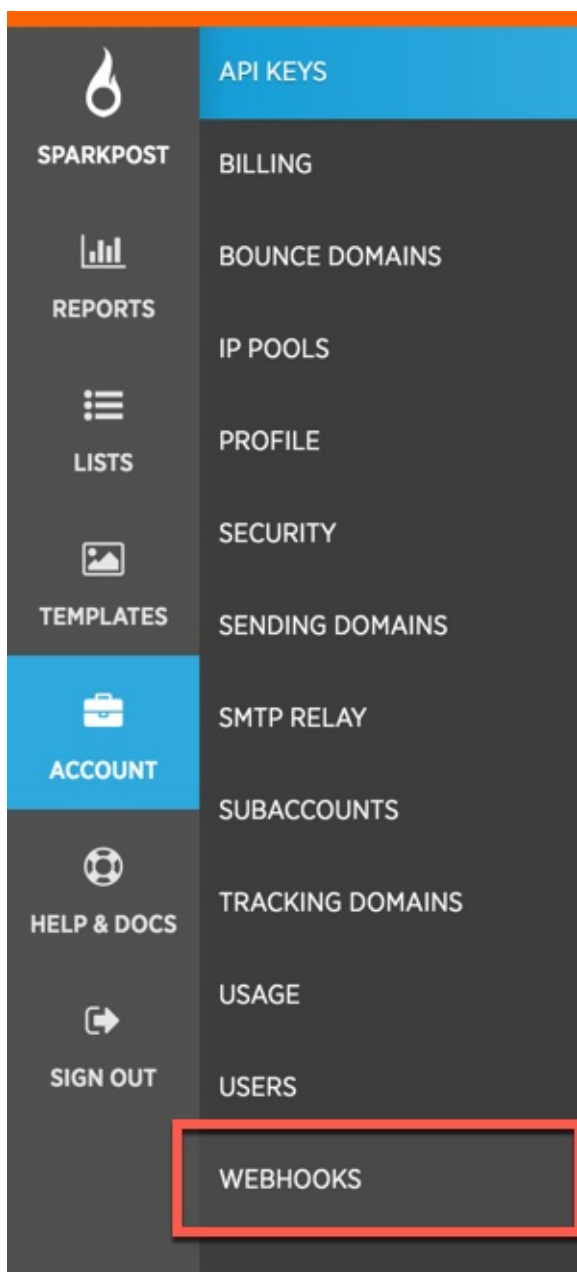 SPARKPOST
REPORTS
LISTS
TEMPLATES
ACCOUNT
HELP & DOCS
SIGN OUT
API KEYS
BILLING
BOUNCE DOMAINS
IP POOLS
PROFILE
SECURITY
SENDING DOMAINS
SMTP RELAY
SUBACCOUNTS
TRACKING DOMAINS
USAGE
USERS
WEBHOOKS